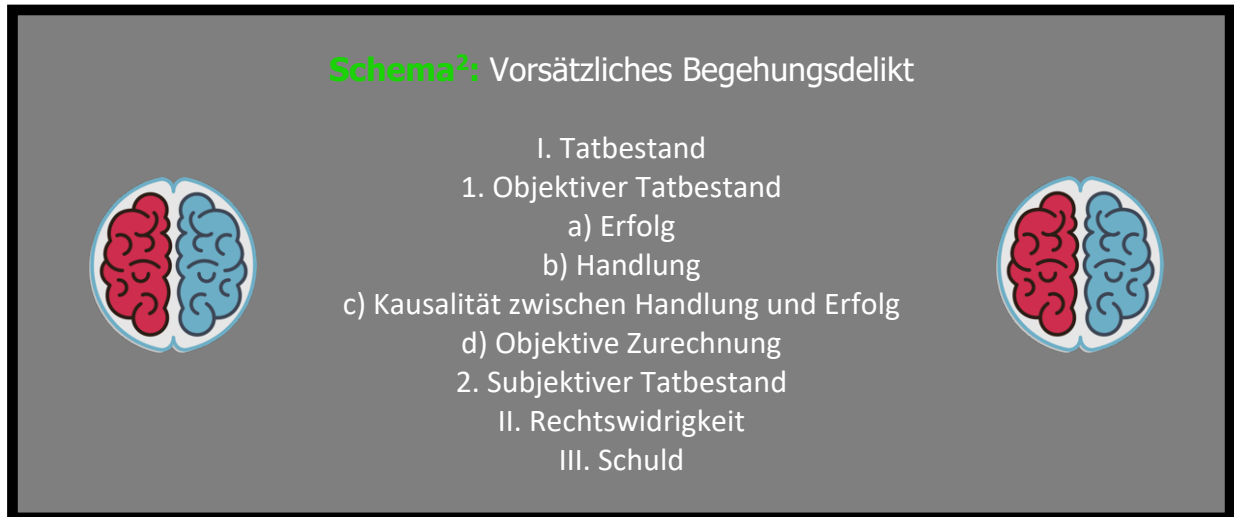 Schema²: Vorsätzliches Begehungsdelikt
I. Tatbestand
1. Objektiver Tatbestand
a) Erfolg
b) Handlung
c) Kausalität zwischen Handlung und Erfolg
d) Objektive Zurechnung
2. Subjektiver Tatbestand
II. Rechtswidrigkeit
III. Schuld